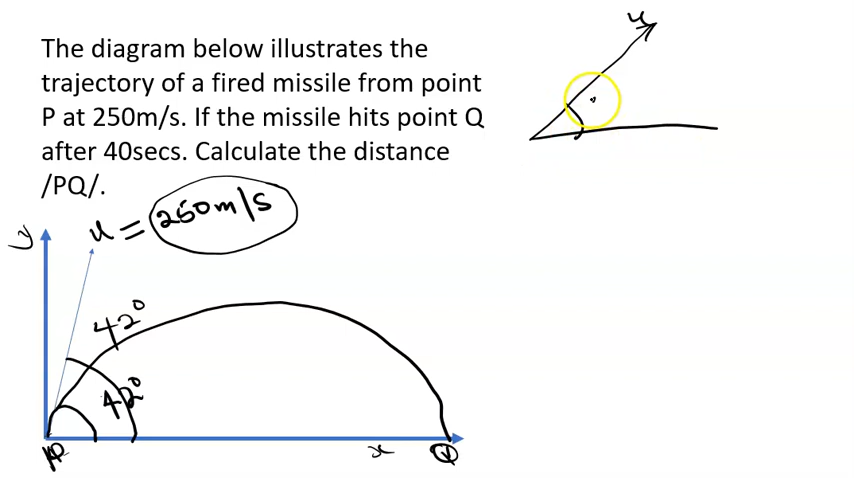 The diagram below illustrates the
trajectory of a fired missile from point
P at 250m/s. If the missile hits point Q
after 40secs. Calculate the distance
/PQ/.
u
u = 250m/s
y
42°
42°
P
x
Q